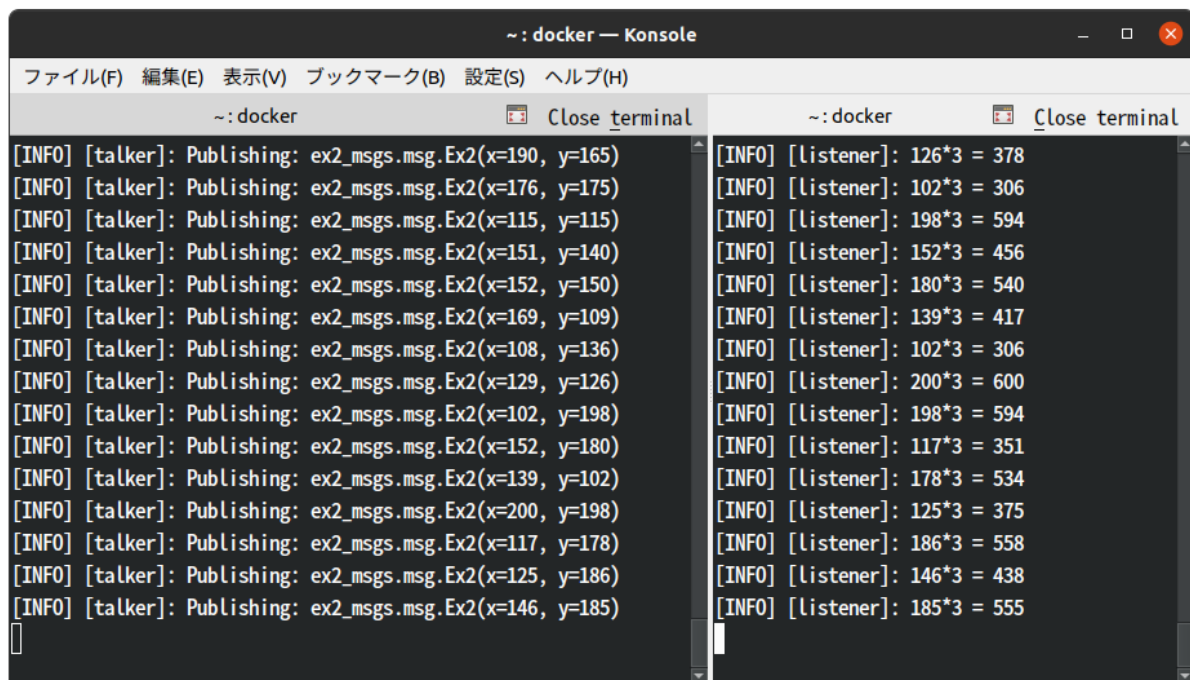 ~ : docker — Konsole
ファイル(F) 編集(E) 表示(V) ブックマーク(B) 設定(S) ヘルプ(H)
~ : docker Close terminal
[INFO] [talker]: Publishing: ex2_msgs.msg.Ex2(x=190, y=165)
[INFO] [talker]: Publishing: ex2_msgs.msg.Ex2(x=176, y=175)
[INFO] [talker]: Publishing: ex2_msgs.msg.Ex2(x=115, y=115)
[INFO] [talker]: Publishing: ex2_msgs.msg.Ex2(x=151, y=140)
[INFO] [talker]: Publishing: ex2_msgs.msg.Ex2(x=152, y=150)
[INFO] [talker]: Publishing: ex2_msgs.msg.Ex2(x=169, y=109)
[INFO] [talker]: Publishing: ex2_msgs.msg.Ex2(x=108, y=136)
[INFO] [talker]: Publishing: ex2_msgs.msg.Ex2(x=129, y=126)
[INFO] [talker]: Publishing: ex2_msgs.msg.Ex2(x=102, y=198)
[INFO] [talker]: Publishing: ex2_msgs.msg.Ex2(x=152, y=180)
[INFO] [talker]: Publishing: ex2_msgs.msg.Ex2(x=139, y=102)
[INFO] [talker]: Publishing: ex2_msgs.msg.Ex2(x=200, y=198)
[INFO] [talker]: Publishing: ex2_msgs.msg.Ex2(x=117, y=178)
[INFO] [talker]: Publishing: ex2_msgs.msg.Ex2(x=125, y=186)
[INFO] [talker]: Publishing: ex2_msgs.msg.Ex2(x=146, y=185)
~ : docker Close terminal
[INFO] [listener]: 126*3 = 378
[INFO] [listener]: 102*3 = 306
[INFO] [listener]: 198*3 = 594
[INFO] [listener]: 152*3 = 456
[INFO] [listener]: 180*3 = 540
[INFO] [listener]: 139*3 = 417
[INFO] [listener]: 102*3 = 306
[INFO] [listener]: 200*3 = 600
[INFO] [listener]: 198*3 = 594
[INFO] [listener]: 117*3 = 351
[INFO] [listener]: 178*3 = 534
[INFO] [listener]: 125*3 = 375
[INFO] [listener]: 186*3 = 558
[INFO] [listener]: 146*3 = 438
[INFO] [listener]: 185*3 = 555